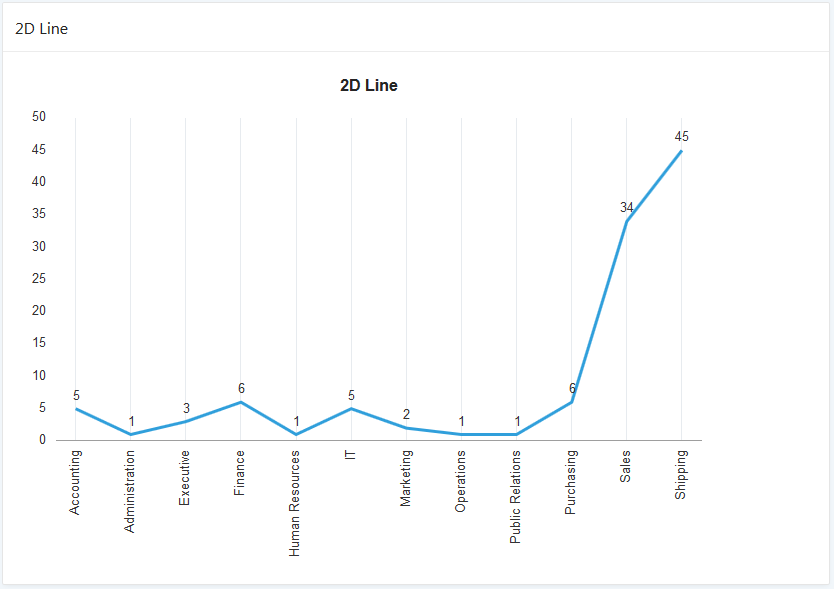 2D Line
2D Line
50
45
40
35
30
25
20
15
10
5
0
5
1
3
6
1
5
2
1
1
6
34
45
Accounting
Administration
Executive
Finance
Human Resources
IT
Marketing
Operations
Public Relations
Purchasing
Sales
Shipping